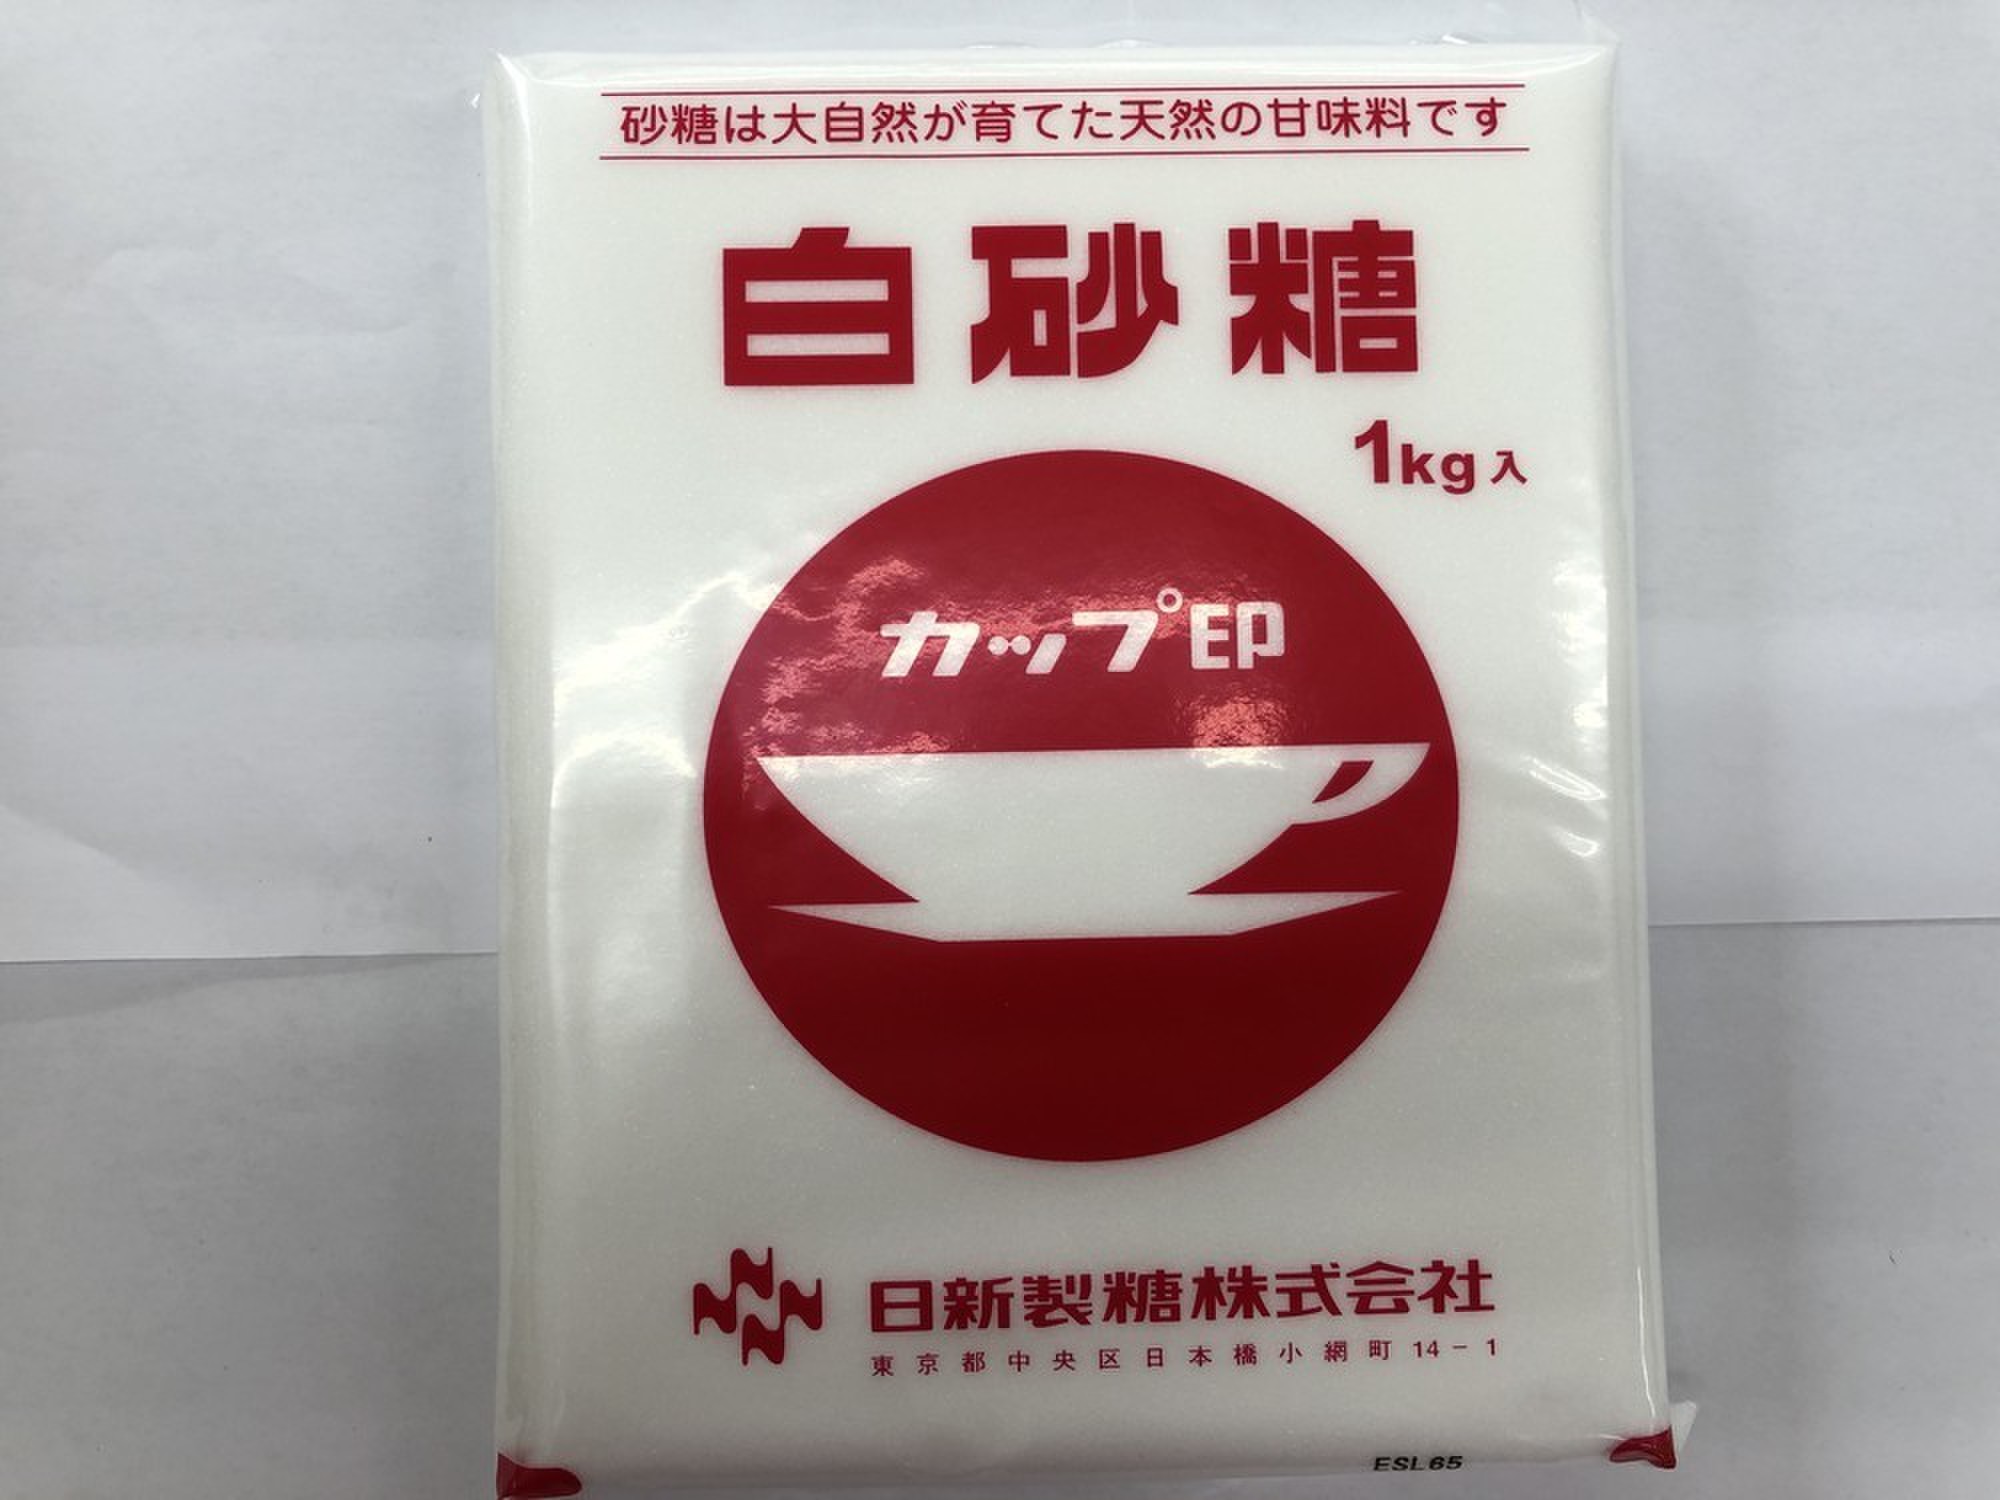 砂糖は大自然が育てた天然の甘味料です
白砂糖
1kg入
カップ印
日新製糖株式会社
東京都中央区日本橋小網町14-1
ESL65